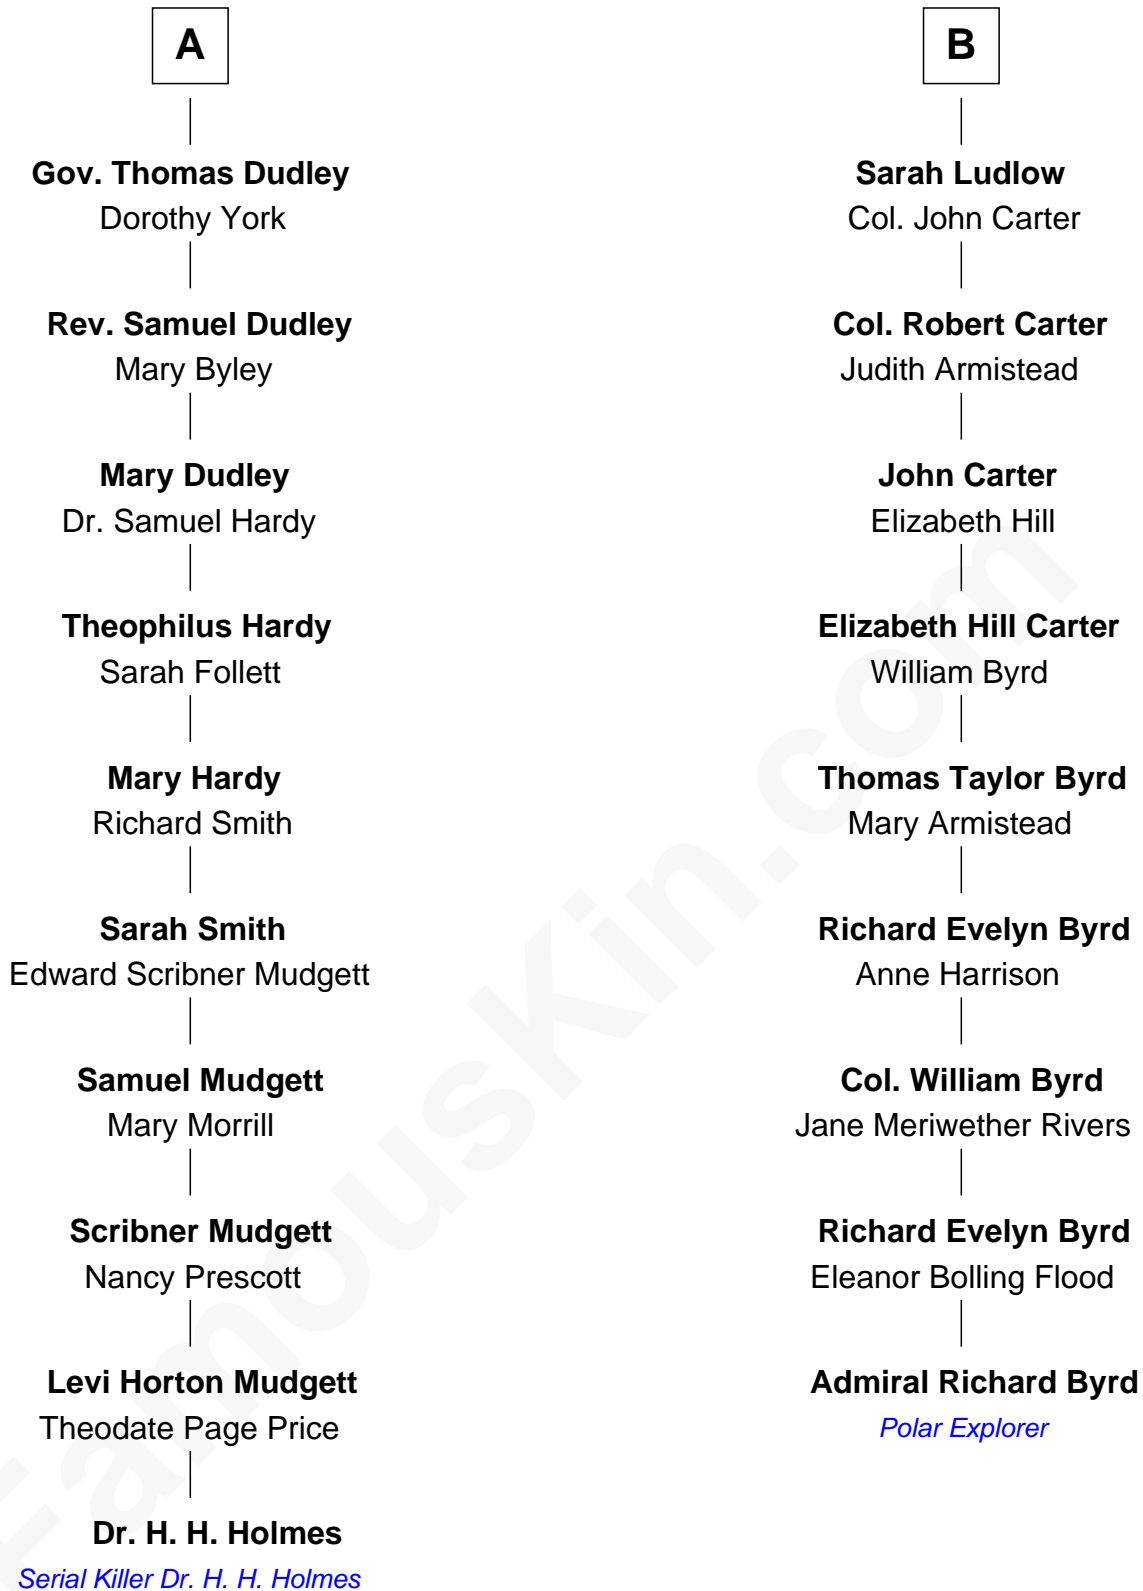 A
Gov. Thomas Dudley
Dorothy York
Rev. Samuel Dudley
Mary Byley
Mary Dudley
Dr. Samuel Hardy
Theophilus Hardy
Sarah Follett
Mary Hardy
Richard Smith
Sarah Smith
Edward Scribner Mudgett
Samuel Mudgett
Mary Morrill
Scribner Mudgett
Nancy Prescott
Levi Horton Mudgett
Theodate Page Price
Dr. H. H. Holmes
Serial Killer Dr. H. H. Holmes
B
Sarah Ludlow
Col. John Carter
Col. Robert Carter
Judith Armistead
John Carter
Elizabeth Hill
Elizabeth Hill Carter
William Byrd
Thomas Taylor Byrd
Mary Armistead
Richard Evelyn Byrd
Anne Harrison
Col. William Byrd
Jane Meriwether Rivers
Richard Evelyn Byrd
Eleanor Bolling Flood
Admiral Richard Byrd
Polar Explorer
FamousKin.com